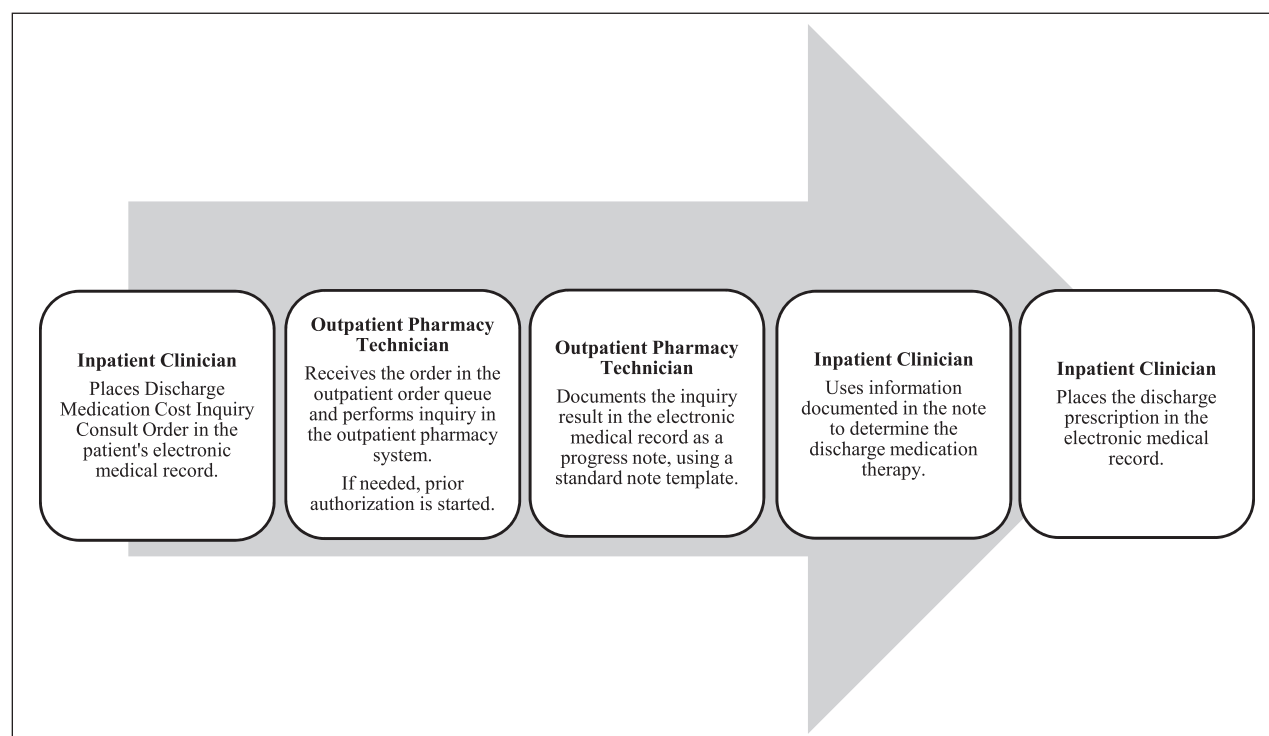 Inpatient Clinician
Places Discharge
Medication Cost Inquiry
Consult Order in the
patient's electronic
medical record.
Outpatient Pharmacy
Technician
Receives the order in the
outpatient order queue
and performs inquiry in
the outpatient pharmacy
system.
If needed, prior
authorization is started.
Outpatient Pharmacy
Technician
Documents the inquiry
result in the electronic
medical record as a
progress note, using a
standard note template.
Inpatient Clinician
Uses information
documented in the note
to determine the
discharge medication
therapy.
Inpatient Clinician
Places the discharge
prescription in the
electronic medical
record.